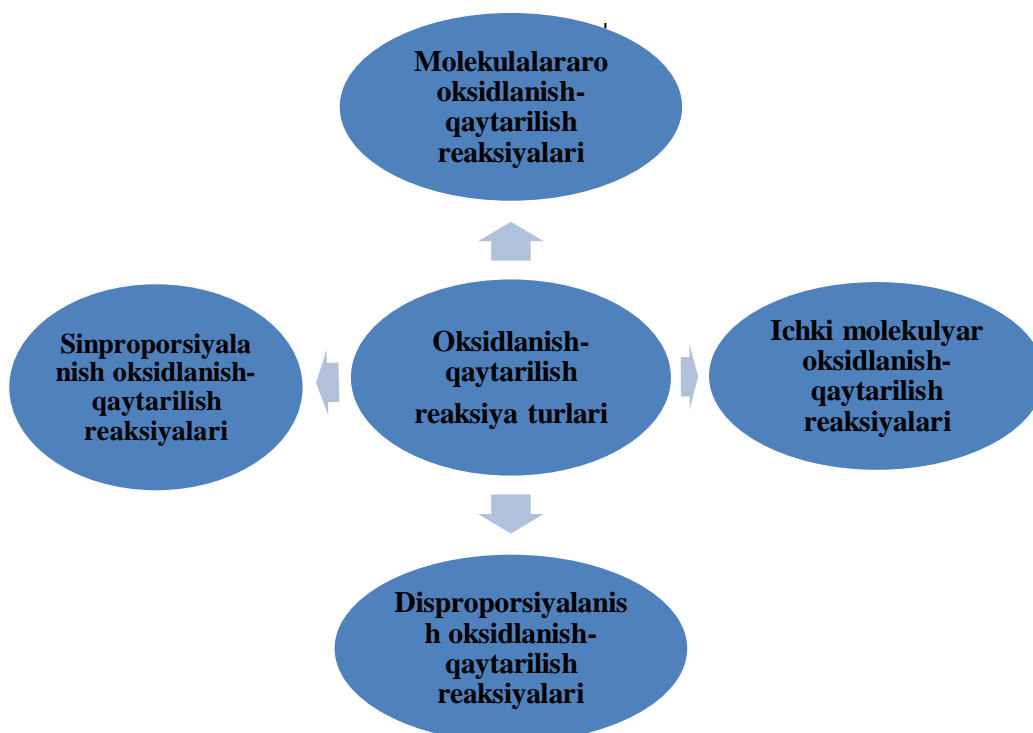 Molekulalararo
oksidlanish-
qaytarilish
reaksiyalari
Sinproporsiyala
nish oksidlanish-
qaytarilish
reaksiyalari
Oksidlanish-
qaytarilish
reaksiya turlari
Ichki molekulyar
oksidlanish-
qaytarilish
reaksiyalari
Disproporsiyalanis
h oksidlanish-
qaytarilish
reaksiyalari